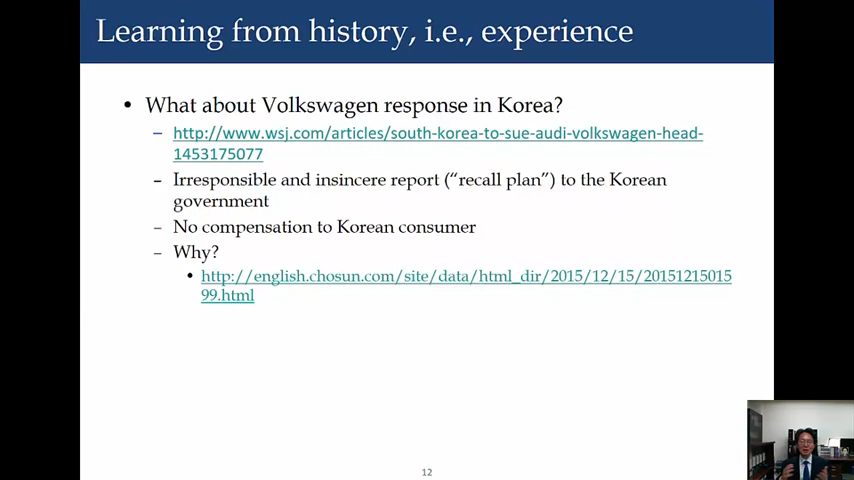 Learning from history, i.e., experience
• What about Volkswagen response in Korea?
– http://www.wsj.com/articles/south-korea-to-sue-audi-volkswagen-head-
1453175077
– Irresponsible and insincere report (“recall plan”) to the Korean
government
– No compensation to Korean consumer
– Why?
• http://english.chosun.com/site/data/html_dir/2015/12/15/20151215015
99.html
12